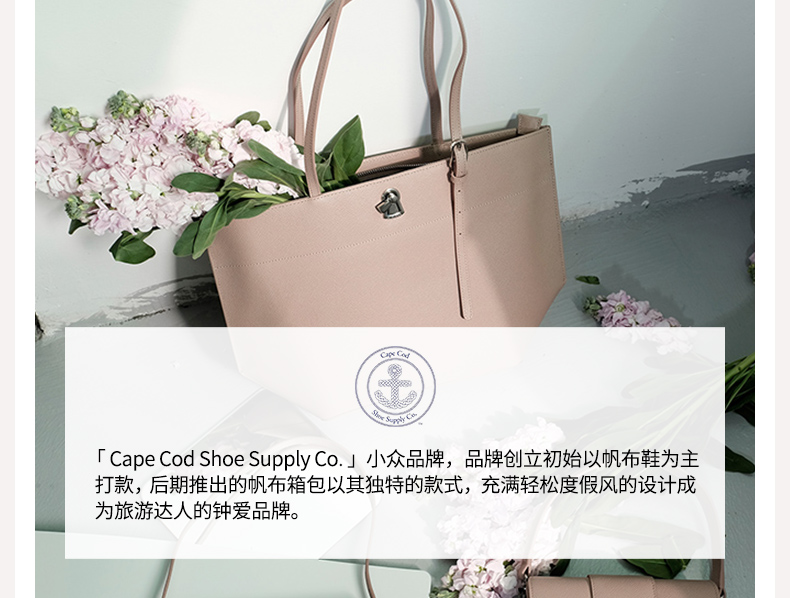 Cape Cod
Shoe Supply Co.
「 Cape Cod Shoe Supply Co. 」小众品牌，品牌创立初始以帆布鞋为主
打款，后期推出的帆布箱包以其独特的款式，充满轻松度假风的设计成
为旅游达人的钟爱品牌。